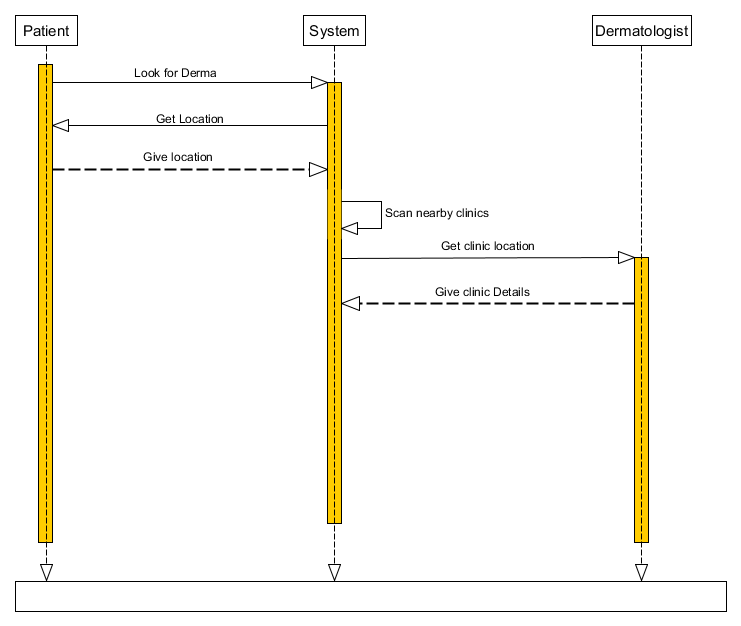 Patient
System
Dermatologist
Look for Derma
Get Location
Give location
Scan nearby clinics
Get clinic location
Give clinic Details